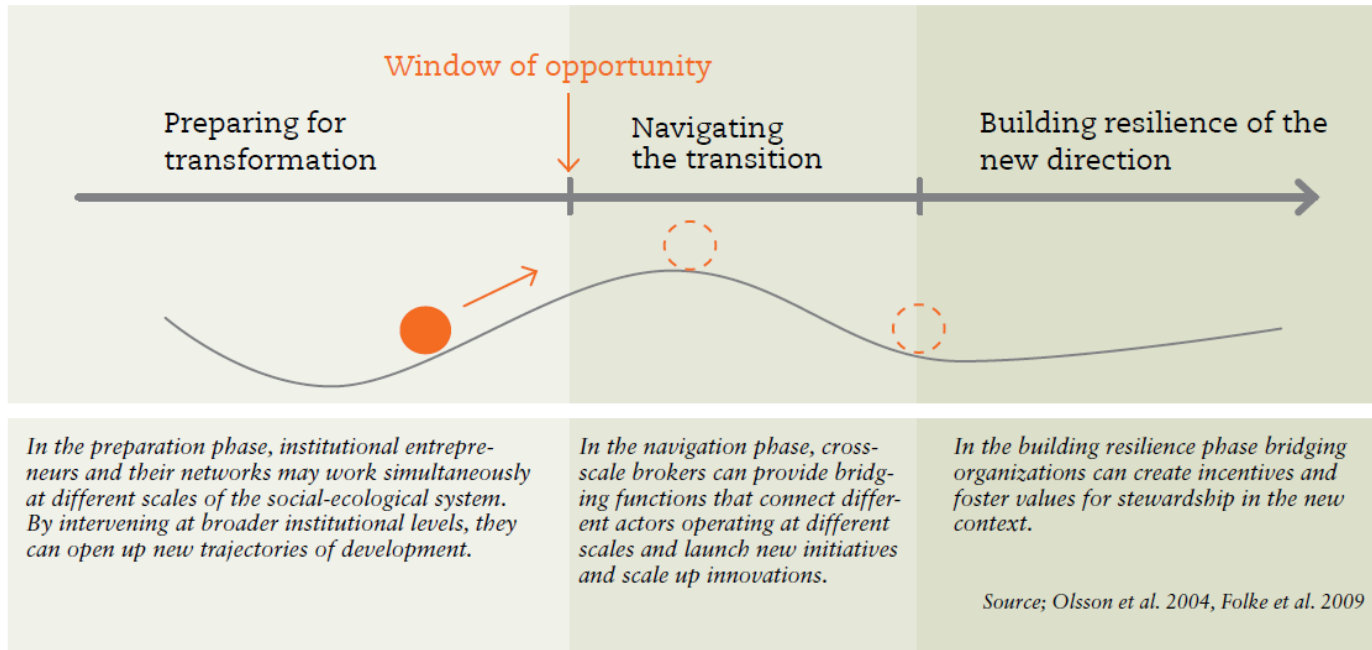 Window of opportunity
Preparing for
transformation
Navigating
the transition
Building resilience of the
new direction
In the preparation phase, institutional entrepre-
neurs and their networks may work simultaneously
at different scales of the social-ecological system.
By intervening at broader institutional levels, they
can open up new trajectories of development.
In the navigation phase, cross-
scale brokers can provide bridg-
ing functions that connect differ-
ent actors operating at different
scales and launch new initiatives
and scale up innovations.
In the building resilience phase bridging
organizations can create incentives and
foster values for stewardship in the new
context.
Source; Olsson et al. 2004, Folke et al. 2009